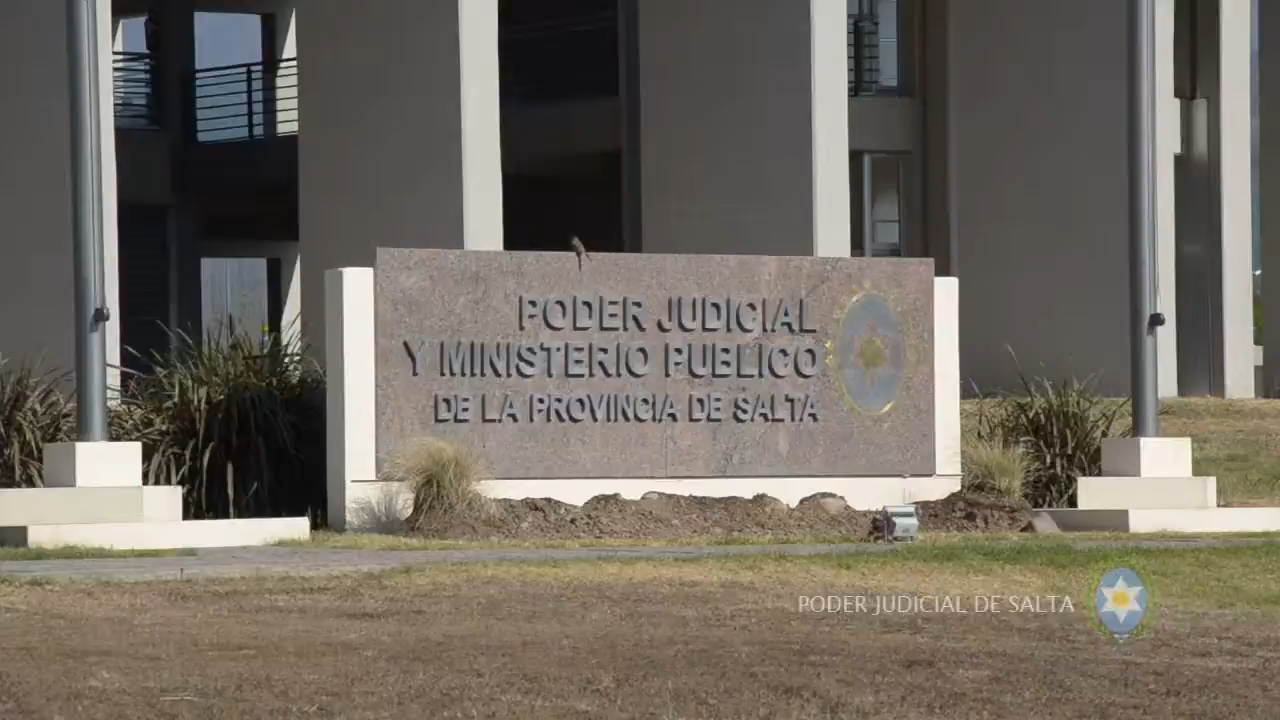 PODER JUDICIAL
Y MINISTERIO PUBLICO
DE LA PROVINCIA DE SALTA
PODER JUDICIAL DE SALTA